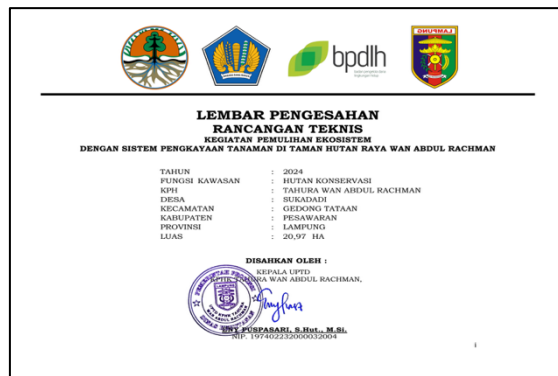 bpdlh
LAMPUNG
LEMBAR PENGESAHAN
RANCANGAN TEKNIS
KEGIATAN PEMULIHAN EKOSISTEM
DENGAN SISTEM PENGKAYAAN TANAMAN DI TAMAN HUTAN RAYA WAN ABDUL RACHMAN
TAHUN : 2024
FUNGSI KAWASAN : HUTAN KONSERVASI
KPH : TAHURA WAN ABDUL RACHMAN
DESA : SUKADADI
KECAMATAN : GEDONG TATAAN
KABUPATEN : PESAWARAN
PROVINSI : LAMPUNG
LUAS : 20,97 HA
DISAHKAN OLEH :
KEPALA UPTD
KPHK TAHURA WAN ABDUL RACHMAN,
PUSPASARI, S.Hut., M.Si.
NIP. 197402232000032004